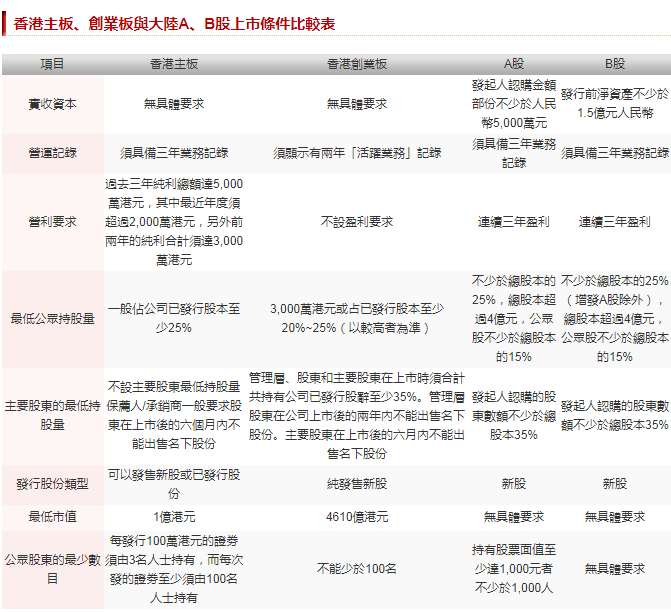 香港主板、創業板與大陸A、B股上市條件比較表
項目
香港主板
香港創業板
A股
B股
實收資本
無具體要求
無具體要求
發起人認購金額
部份不少於人民
幣5,000萬元
發行前淨資產不少於
1.5億元人民幣
營運記錄
須具備三年業務記錄
須顯示有兩年「活躍業務」記錄
須具備三年業務
記錄
須具備三年業務記錄
營利要求
過去三年純利總額達5,000
萬港元，其中最近年度須
超過2,000萬港元，另外前
兩年的純利合計須達3,000
萬港元
不設盈利要求
連續三年盈利
連續三年盈利
最低公眾持股量
一般佔公司已發行股本至
少25%
3,000萬港元或占已發行股本至少
20%~25%（以較高者為準）
不少於總股本的
25%，總股本超
過4億元，公眾
股不少於總股本
的15%
不少於總股本的25%
（增發A股除外），
總股本超過4億元，
公眾股不少於總股本
的15%
主要股東的最低持
股量
不設主要股東最低持股量
保薦人/承銷商一般要求股
東在上市後的六個月內不
能出售名下股份
管理層、股東和主要股東在上市時須合計
共持有公司已發行股辭至少35%。管理層
股東在公司上市後的兩年內不能出售名下
股份。主要股東在上市後的六月內不能出
售名下股份
發起人認購的股
東數額不少於總
股本35%
發起人認購的股東數
額不少於總股本35%
發行股份類型
可以發售新股或已發行股
份
純發售新股
新股
新股
最低市值
1億港元
4610億港元
無具體要求
無具體要求
公眾股東的最少數
目
每發行100萬港元的證券
須由3名人士持有，而每次
發的證券至少須由100名
人士持有
不能少於100名
持有股票面值至
少達1,000元者
不少於1,000人
無具體要求